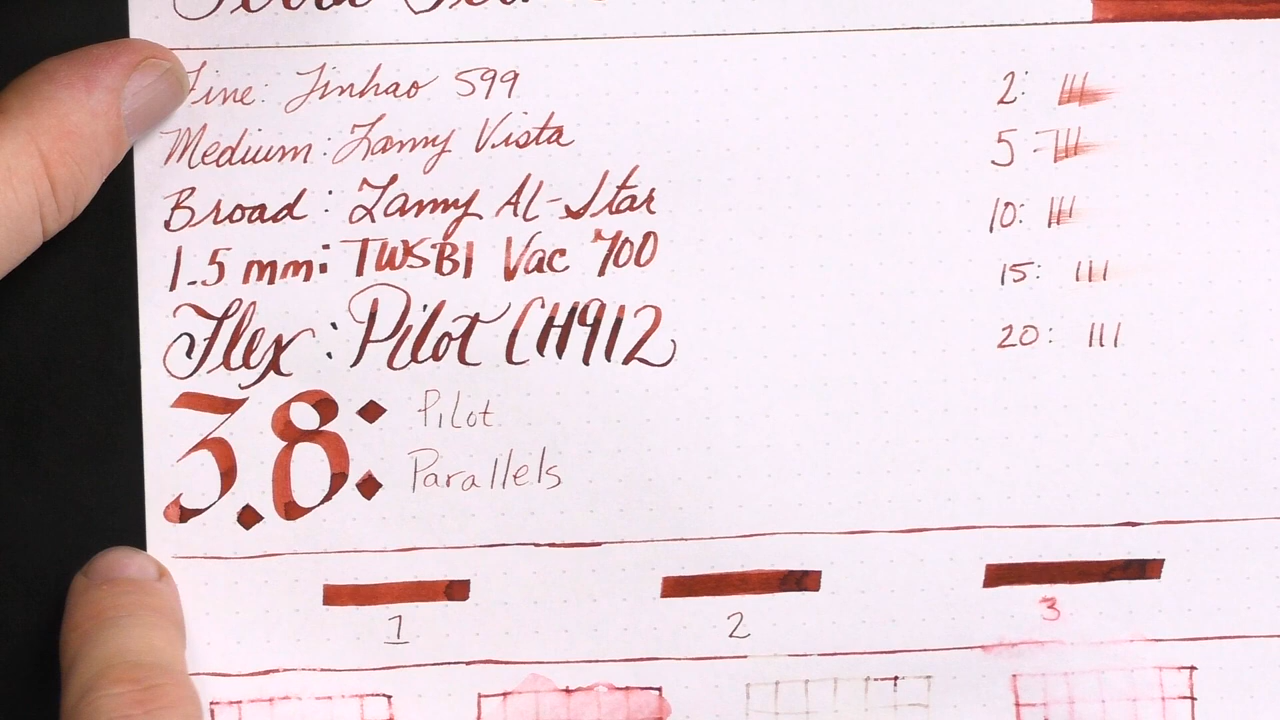 Fine: Jinhao 599
2:
Medium: Lamy Vista
5
Broad: Lamy Al-Star
10:
1.5 mm: TWSBI Vac 700
15:
Flex: Pilot CH912
20:
3.8: Pilot
Parallels
1
2
3